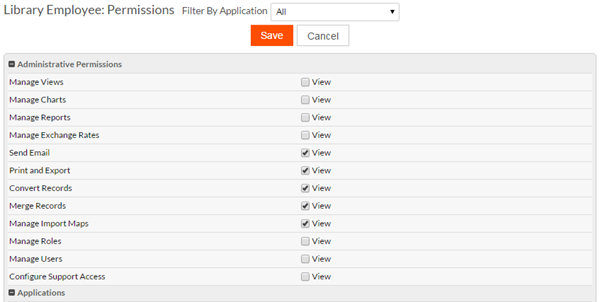 Library Employee: Permissions Filter By Application All
Save Cancel
Administrative Permissions
Manage Views View
Manage Charts View
Manage Reports View
Manage Exchange Rates View
Send Email View
Print and Export View
Convert Records View
Merge Records View
Manage Import Maps View
Manage Roles View
Manage Users View
Configure Support Access View
Applications